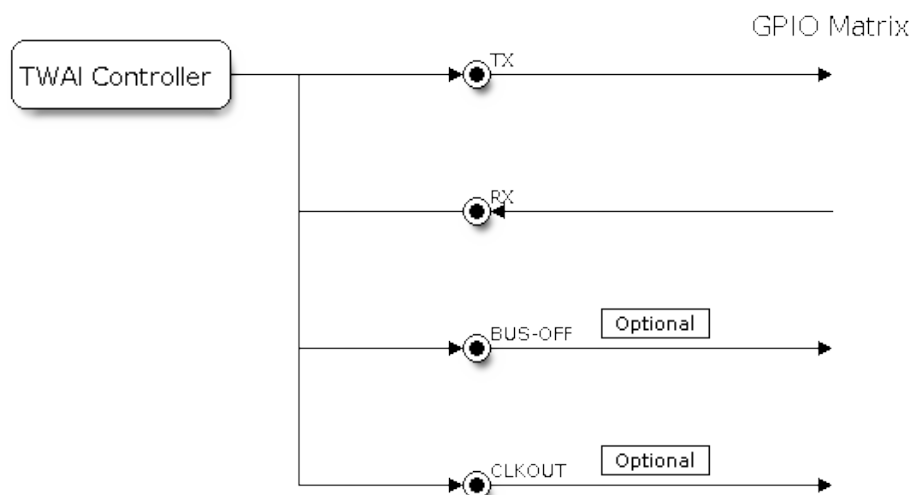 GPIO Matrix
TWAI Controller
TX
RX
BUS-OFF
Optional
CLKOUT
Optional